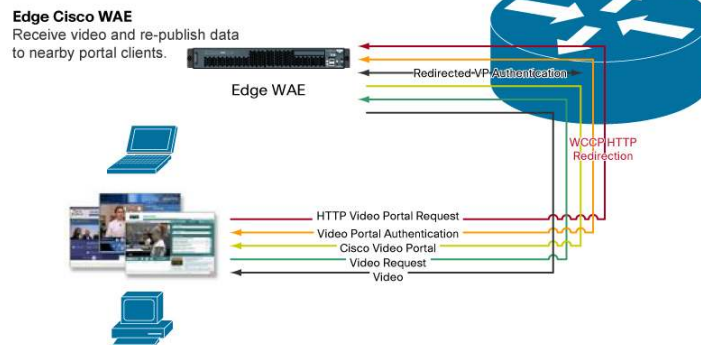 Edge Cisco WAE
Receive video and re-publish data
to nearby portal clients.
Edge WAE
Redirected VP Authentication
WCCP/HTTP
Redirection
HTTP Video Portal Request
Video Portal Authentication
Cisco Video Portal
Video Request
Video